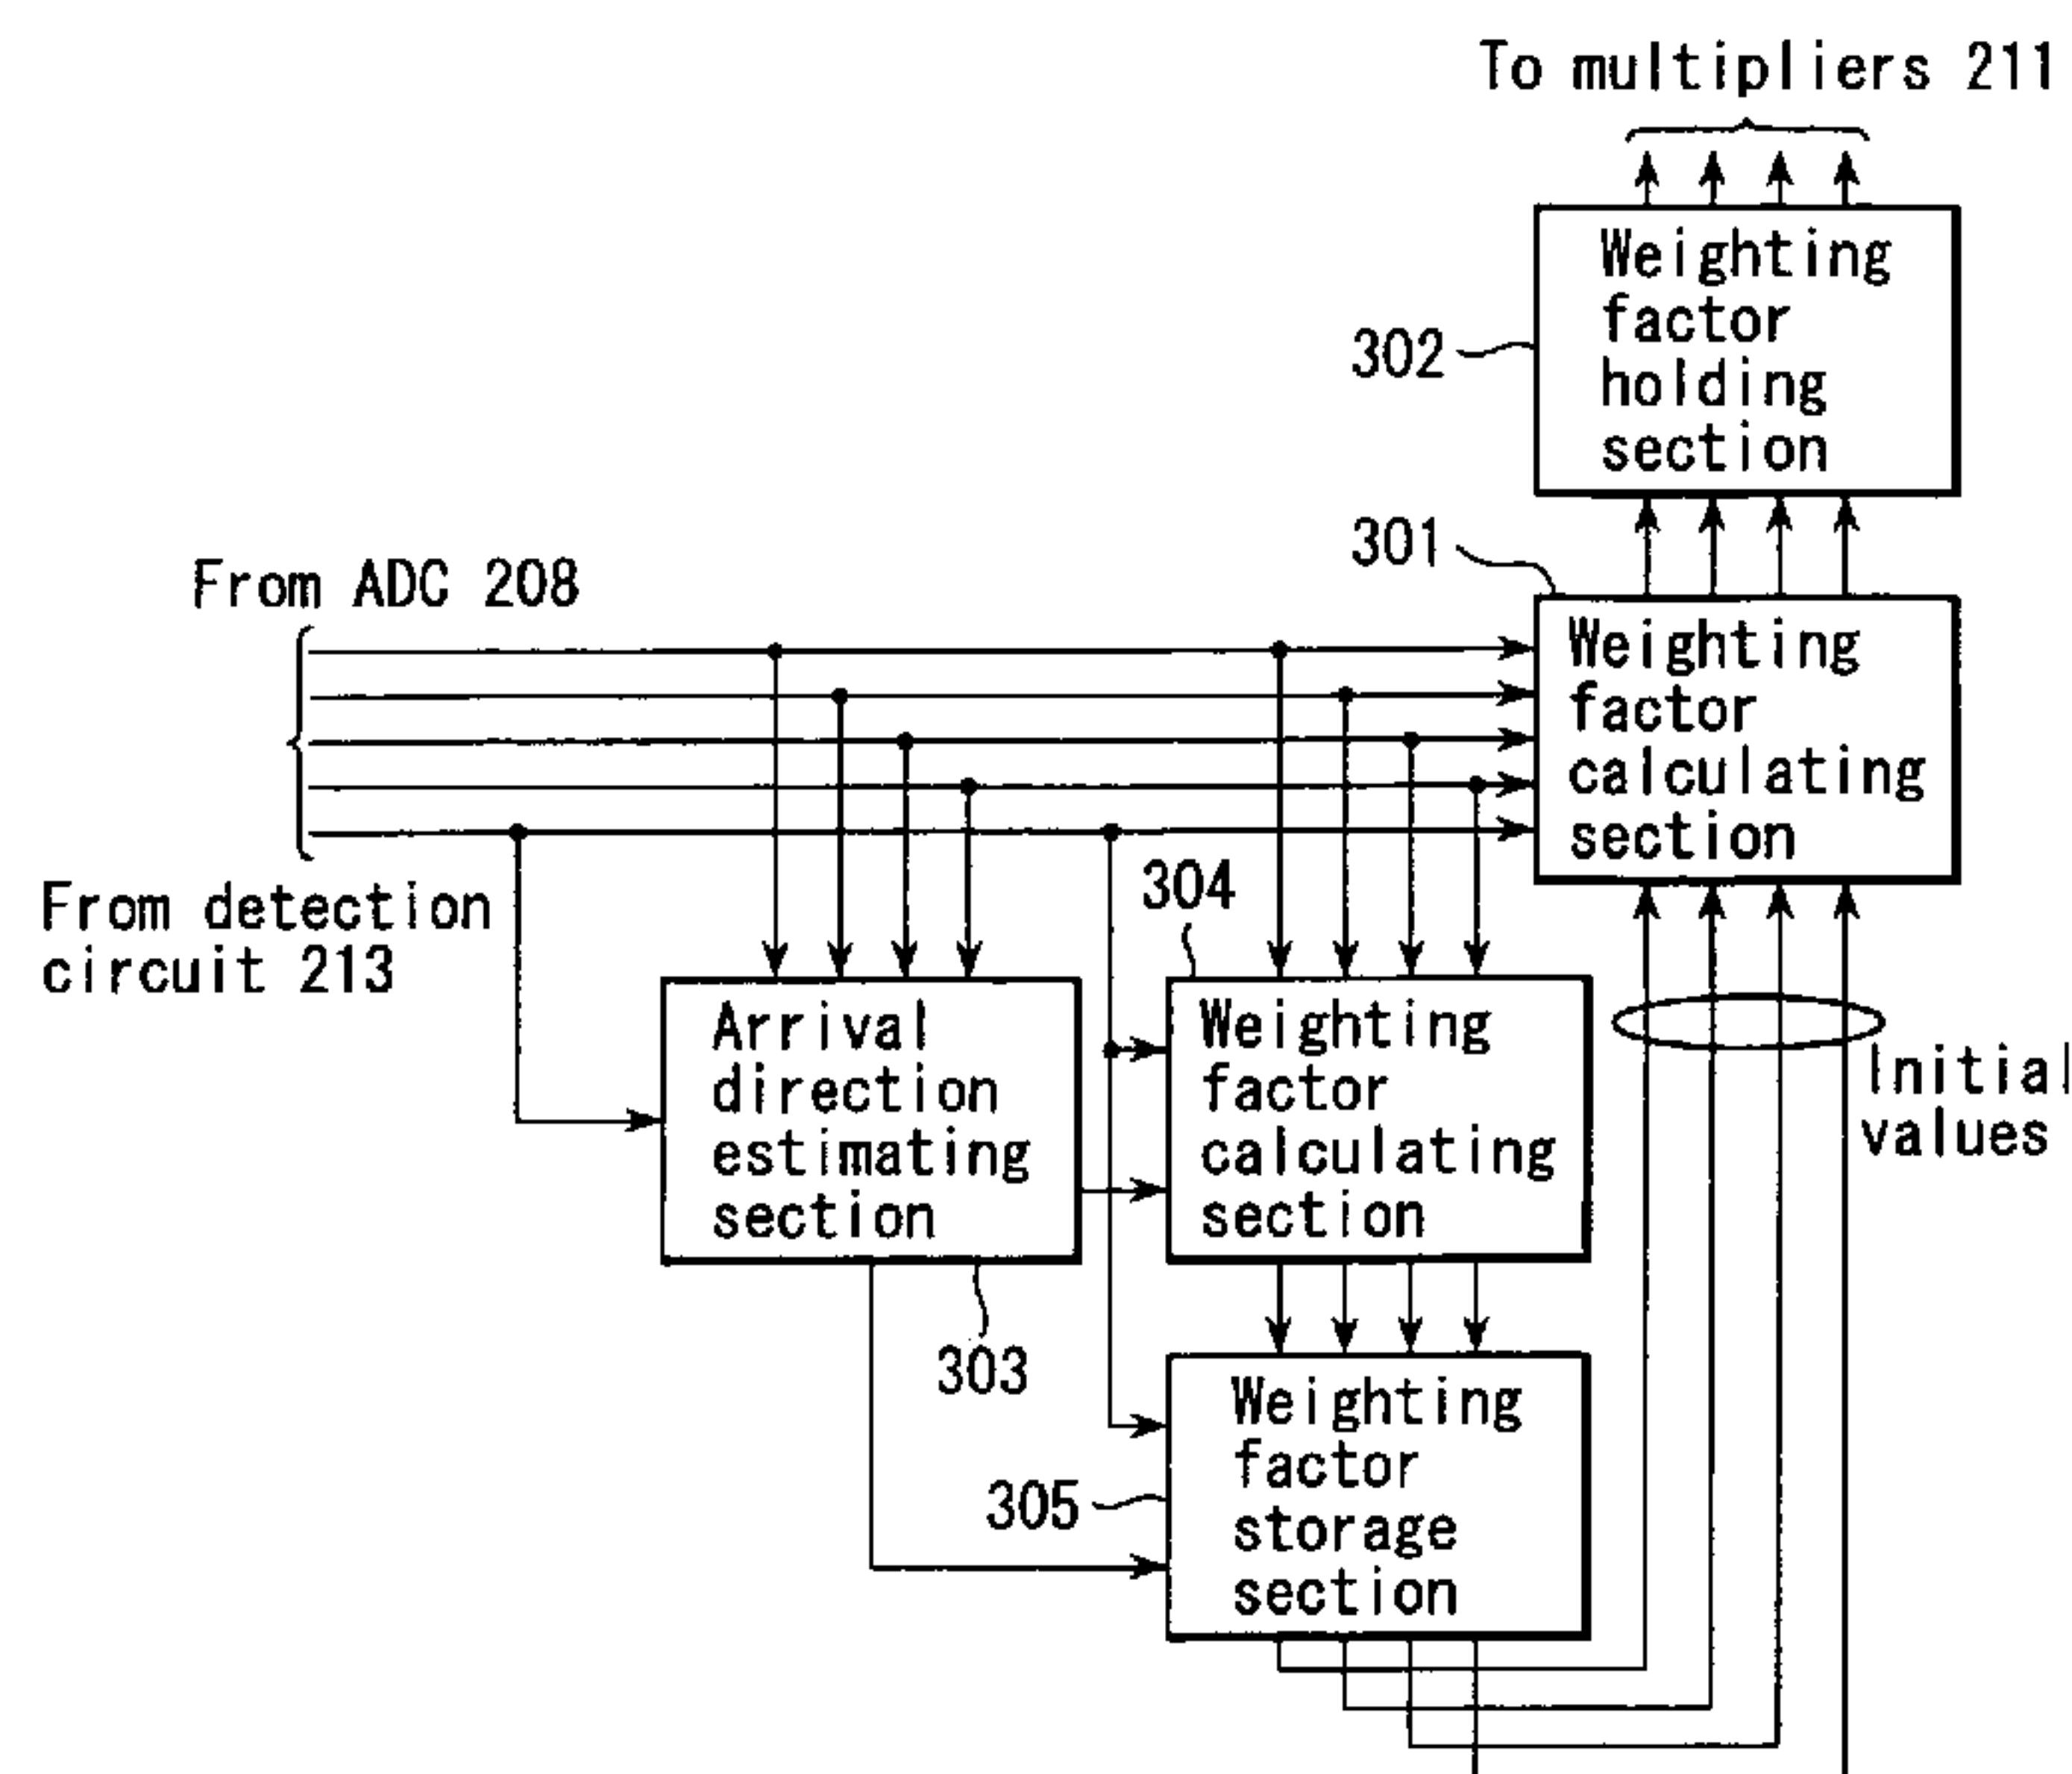 To multipliers 211
Weighting
factor
holding
section
302
301
From ADC 208
Weighting
factor
calculating
section
From detection
circuit 213
304
Arrival
direction
estimating
section
Weighting
factor
calculating
section
Initial
values
303
Weighting
factor
storage
section
305